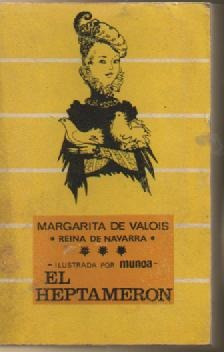 MARGARITA DE VALOIS
• REINA DE NAVARRA •
★ ★ ★
- ILUSTRADA POR munoa -
EL
HEPTAMERON